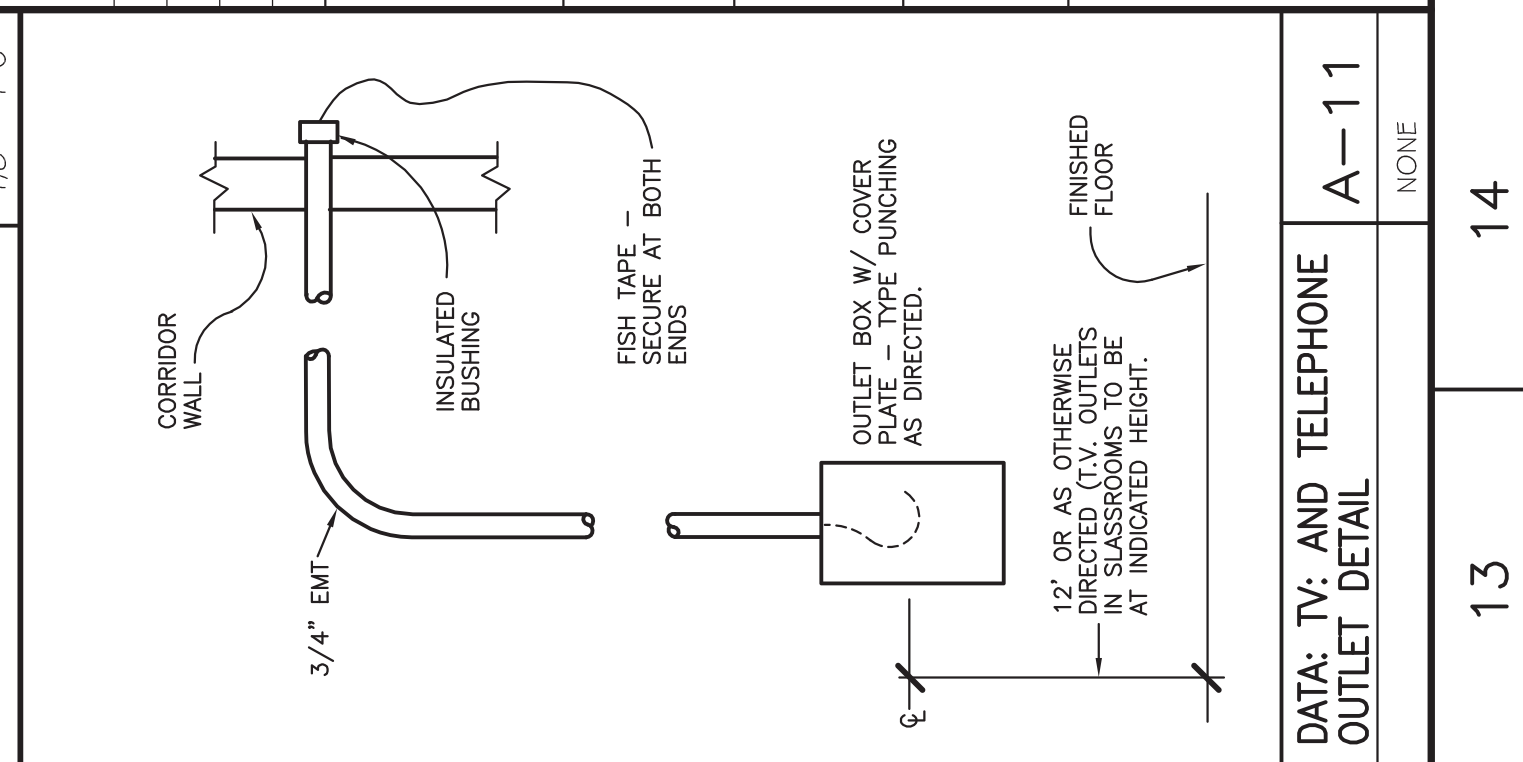 CORRIDOR
WALL
INSULATED
BUSHING
FISH TAPE –
SECURE AT BOTH
ENDS
3/4" EMT
OUTLET BOX W/ COVER
PLATE – TYPE PUNCHING
AS DIRECTED.
FINISHED
FLOOR
12' OR AS OTHERWISE
DIRECTED (T.V. OUTLETS
IN SLASSROOMS TO BE
AT INDICATED HEIGHT.
℄
DATA: TV: AND TELEPHONE
OUTLET DETAIL
A–11
NONE
13
14